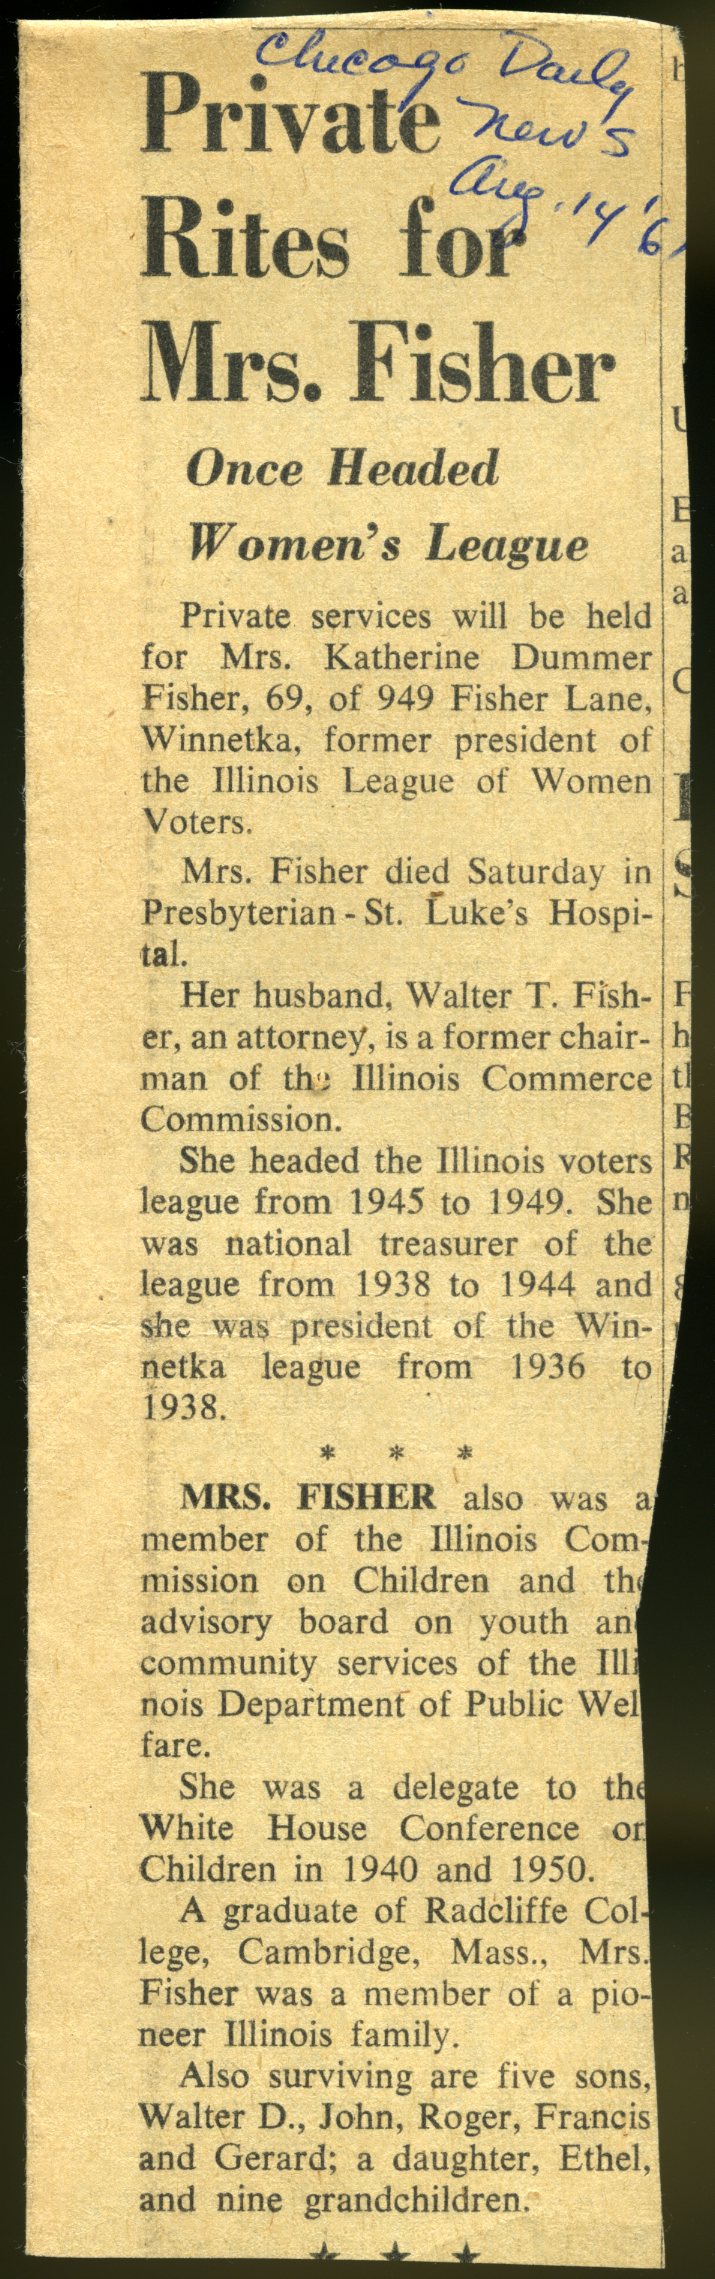 Chicago Daily
News
Aug. 14 '61
Private
Rites for
Mrs. Fisher
Once Headed
Women's League
Private services will be held
for Mrs. Katherine Dummer
Fisher, 69, of 949 Fisher Lane,
Winnetka, former president of
the Illinois League of Women
Voters.
Mrs. Fisher died Saturday in
Presbyterian - St. Luke's Hospi-
tal.
Her husband, Walter T. Fish-
er, an attorney, is a former chair-
man of the Illinois Commerce
Commission.
She headed the Illinois voters
league from 1945 to 1949. She
was national treasurer of the
league from 1938 to 1944 and
she was president of the Win-
netka league from 1936 to
1938.
* * *
MRS. FISHER also was a
member of the Illinois Com-
mission on Children and the
advisory board on youth an
community services of the Illi
nois Department of Public Wel
fare.
She was a delegate to the
White House Conference on
Children in 1940 and 1950.
A graduate of Radcliffe Col-
lege, Cambridge, Mass., Mrs.
Fisher was a member of a pio-
neer Illinois family.
Also surviving are five sons,
Walter D., John, Roger, Francis
and Gerard; a daughter, Ethel,
and nine grandchildren.